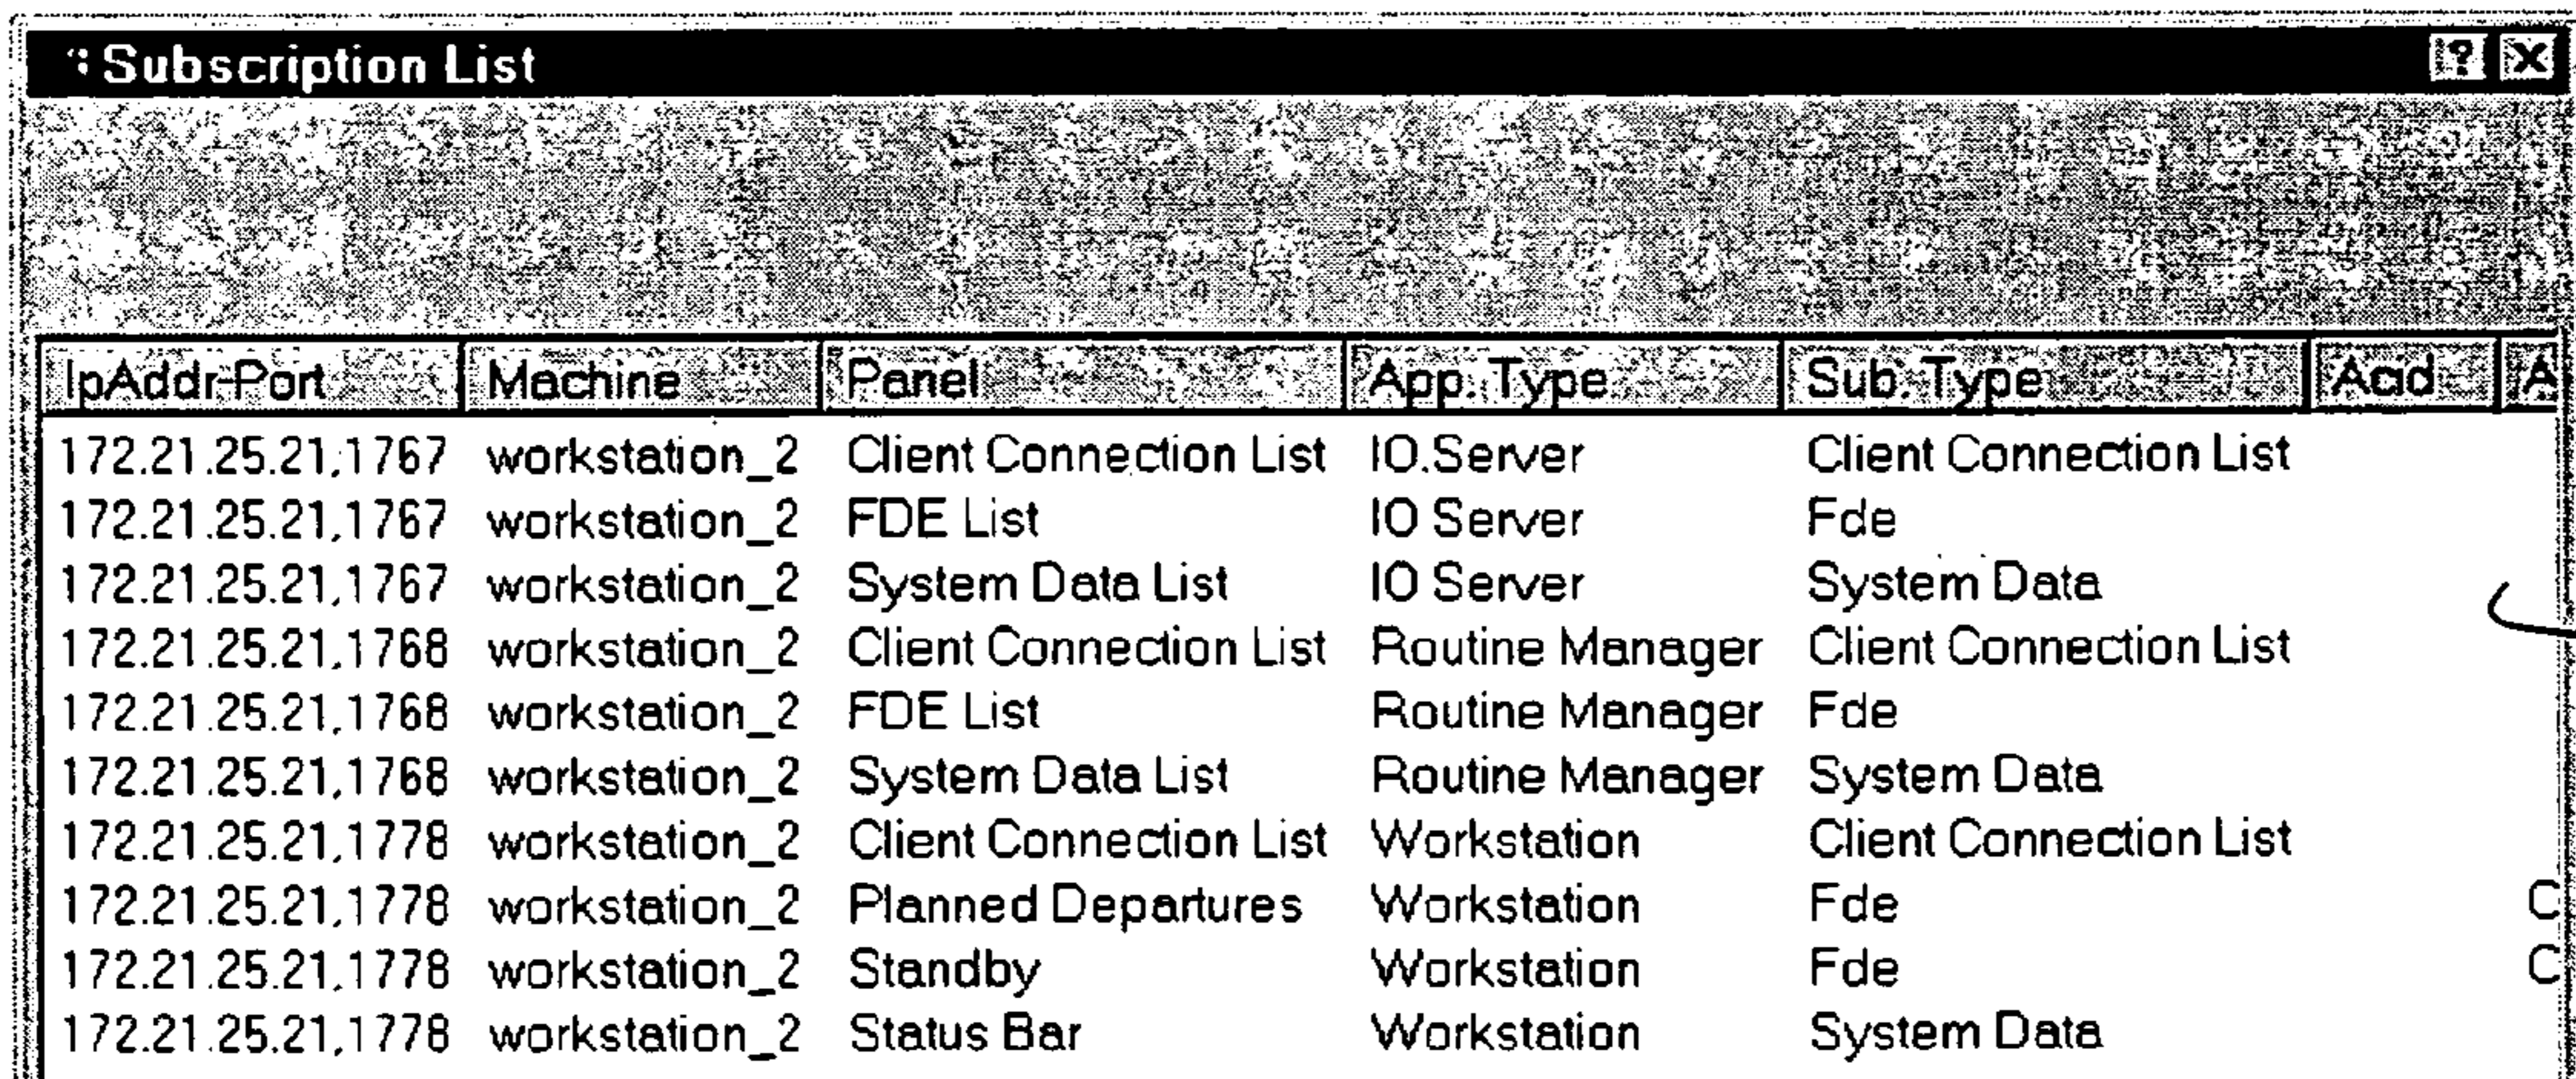 Subscription List
IpAddr-Port Machine Panel App. Type Sub. Type Acid A
172.21.25.21,1767 workstation_2 Client Connection List IO.Server Client Connection List
172.21.25.21,1767 workstation_2 FDE List IO Server Fde
172.21.25.21,1767 workstation_2 System Data List IO Server System Data
172.21.25.21,1768 workstation_2 Client Connection List Routine Manager Client Connection List
172.21.25.21,1768 workstation_2 FDE List Routine Manager Fde
172.21.25.21,1768 workstation_2 System Data List Routine Manager System Data
172.21.25.21,1778 workstation_2 Client Connection List Workstation Client Connection List
172.21.25.21,1778 workstation_2 Planned Departures Workstation Fde C
172.21.25.21,1778 workstation_2 Standby Workstation Fde C
172.21.25.21,1778 workstation_2 Status Bar Workstation System Data